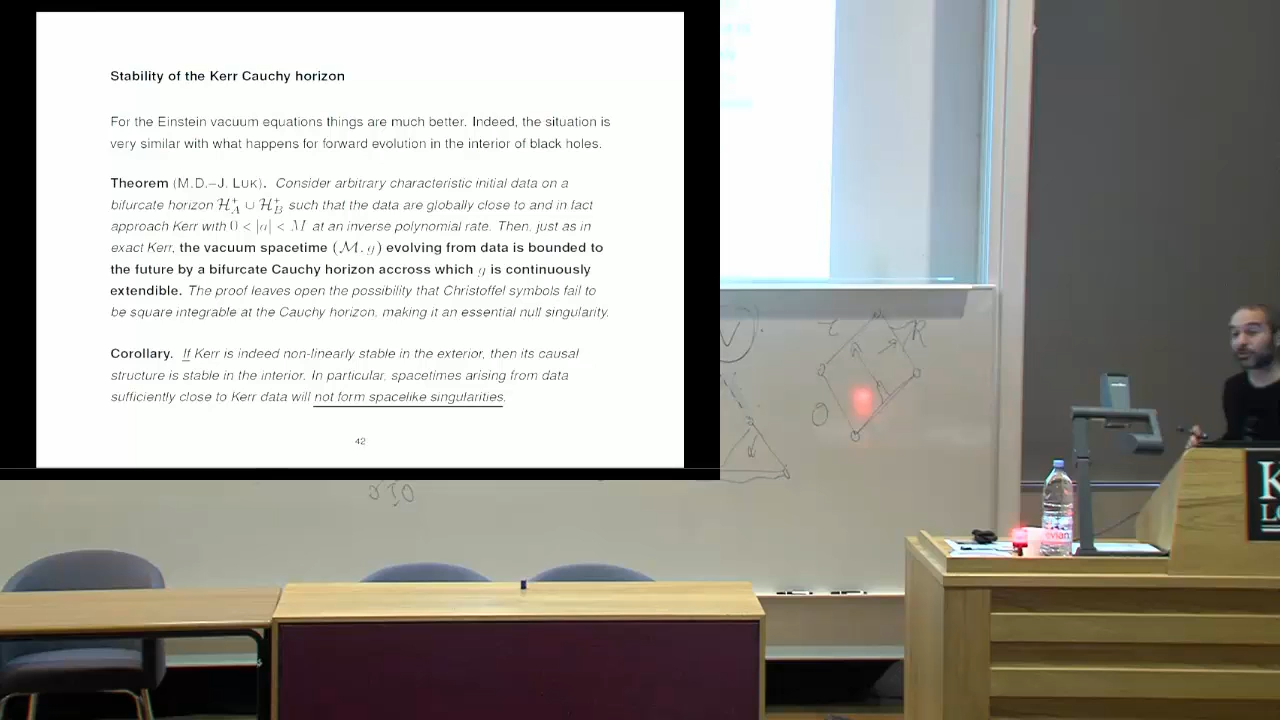 Stability of the Kerr Cauchy horizon
For the Einstein vacuum equations things are much better. Indeed, the situation is
very similar with what happens for forward evolution in the interior of black holes.
Theorem (M.D.–J. LUK). Consider arbitrary characteristic initial data on a
bifurcate horizon ℋ⁺_A ∪ ℋ⁺_B such that the data are globally close to and in fact
approach Kerr with 0 < |a| < M at an inverse polynomial rate. Then, just as in
exact Kerr, the vacuum spacetime (ℳ, g) evolving from data is bounded to
the future by a bifurcate Cauchy horizon accross which g is continuously
extendible. The proof leaves open the possibility that Christoffel symbols fail to
be square integrable at the Cauchy horizon, making it an essential null singularity.
Corollary. If Kerr is indeed non-linearly stable in the exterior, then its causal
structure is stable in the interior. In particular, spacetimes arising from data
sufficiently close to Kerr data will not form spacelike singularities.
42
R
evian
K
LO